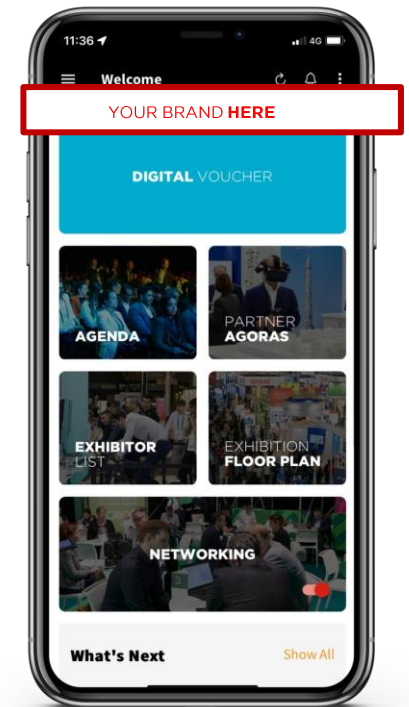 11:36
4G
Welcome
YOUR BRAND HERE
DIGITAL VOUCHER
AGENDA
PARTNER
AGORAS
EXHIBITOR
LIST
EXHIBITION
FLOOR PLAN
NETWORKING
What's Next
Show All